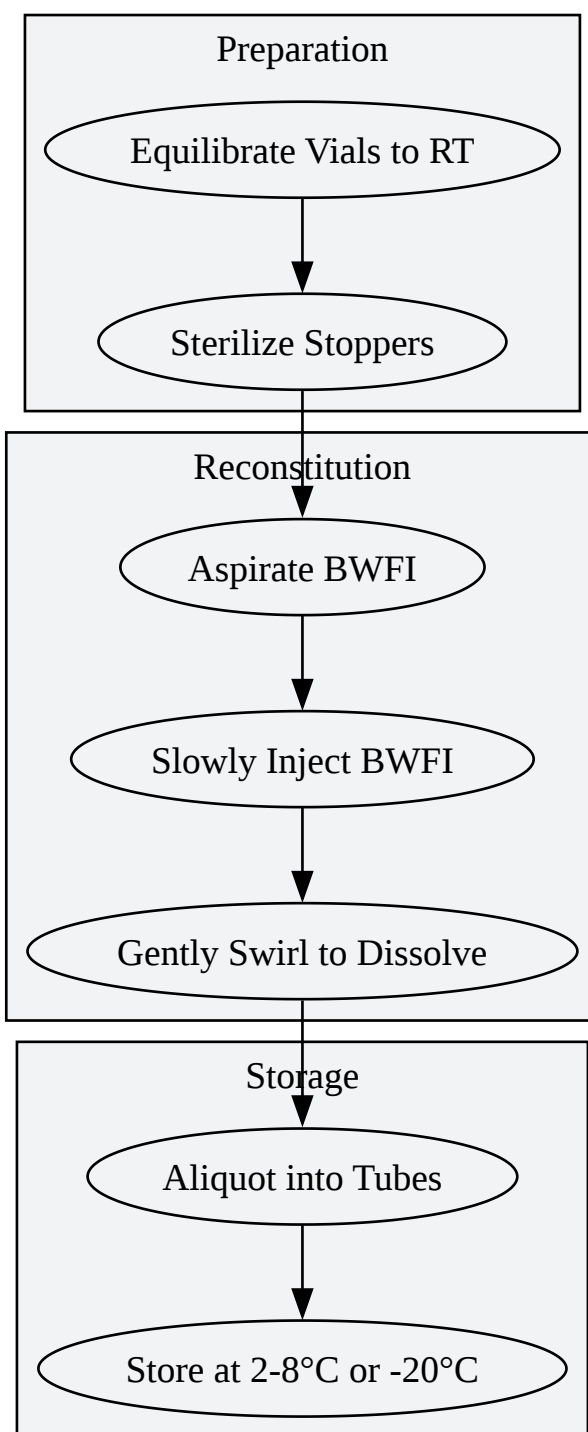 Preparation
Equilibrate Vials to RT
Sterilize Stoppers
Reconstitution
Aspirate BWFI
Slowly Inject BWFI
Gently Swirl to Dissolve
Storage
Aliquot into Tubes
Store at 2-8°C or -20°C